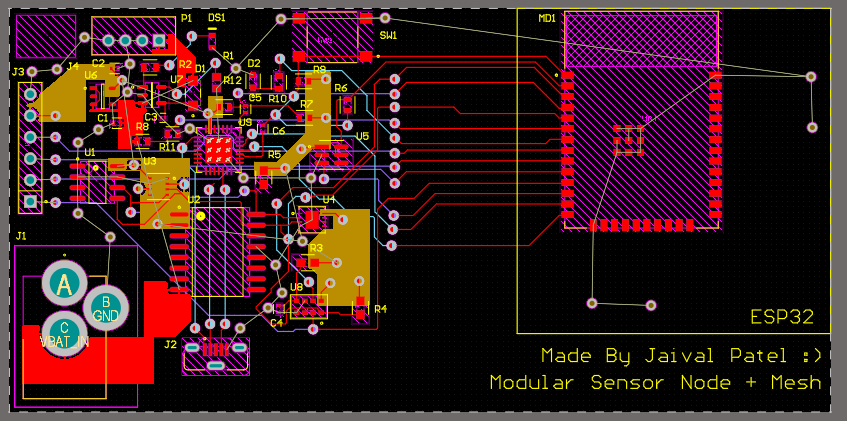 P1
DS1
MD1
SW1
R1
C2
R2
J3
J4
U6
U7
D1
R12
D2
R9
C5
R10
R6
R7
C1
C3
U9
C6
R8
R11
U5
U1
U3
R5
U2
U4
J1
R3
A
B
GND
C
VBAT_IN
U8
C4
R4
J2
ESP32
Made By Jaival Patel :)
Modular Sensor Node + Mesh